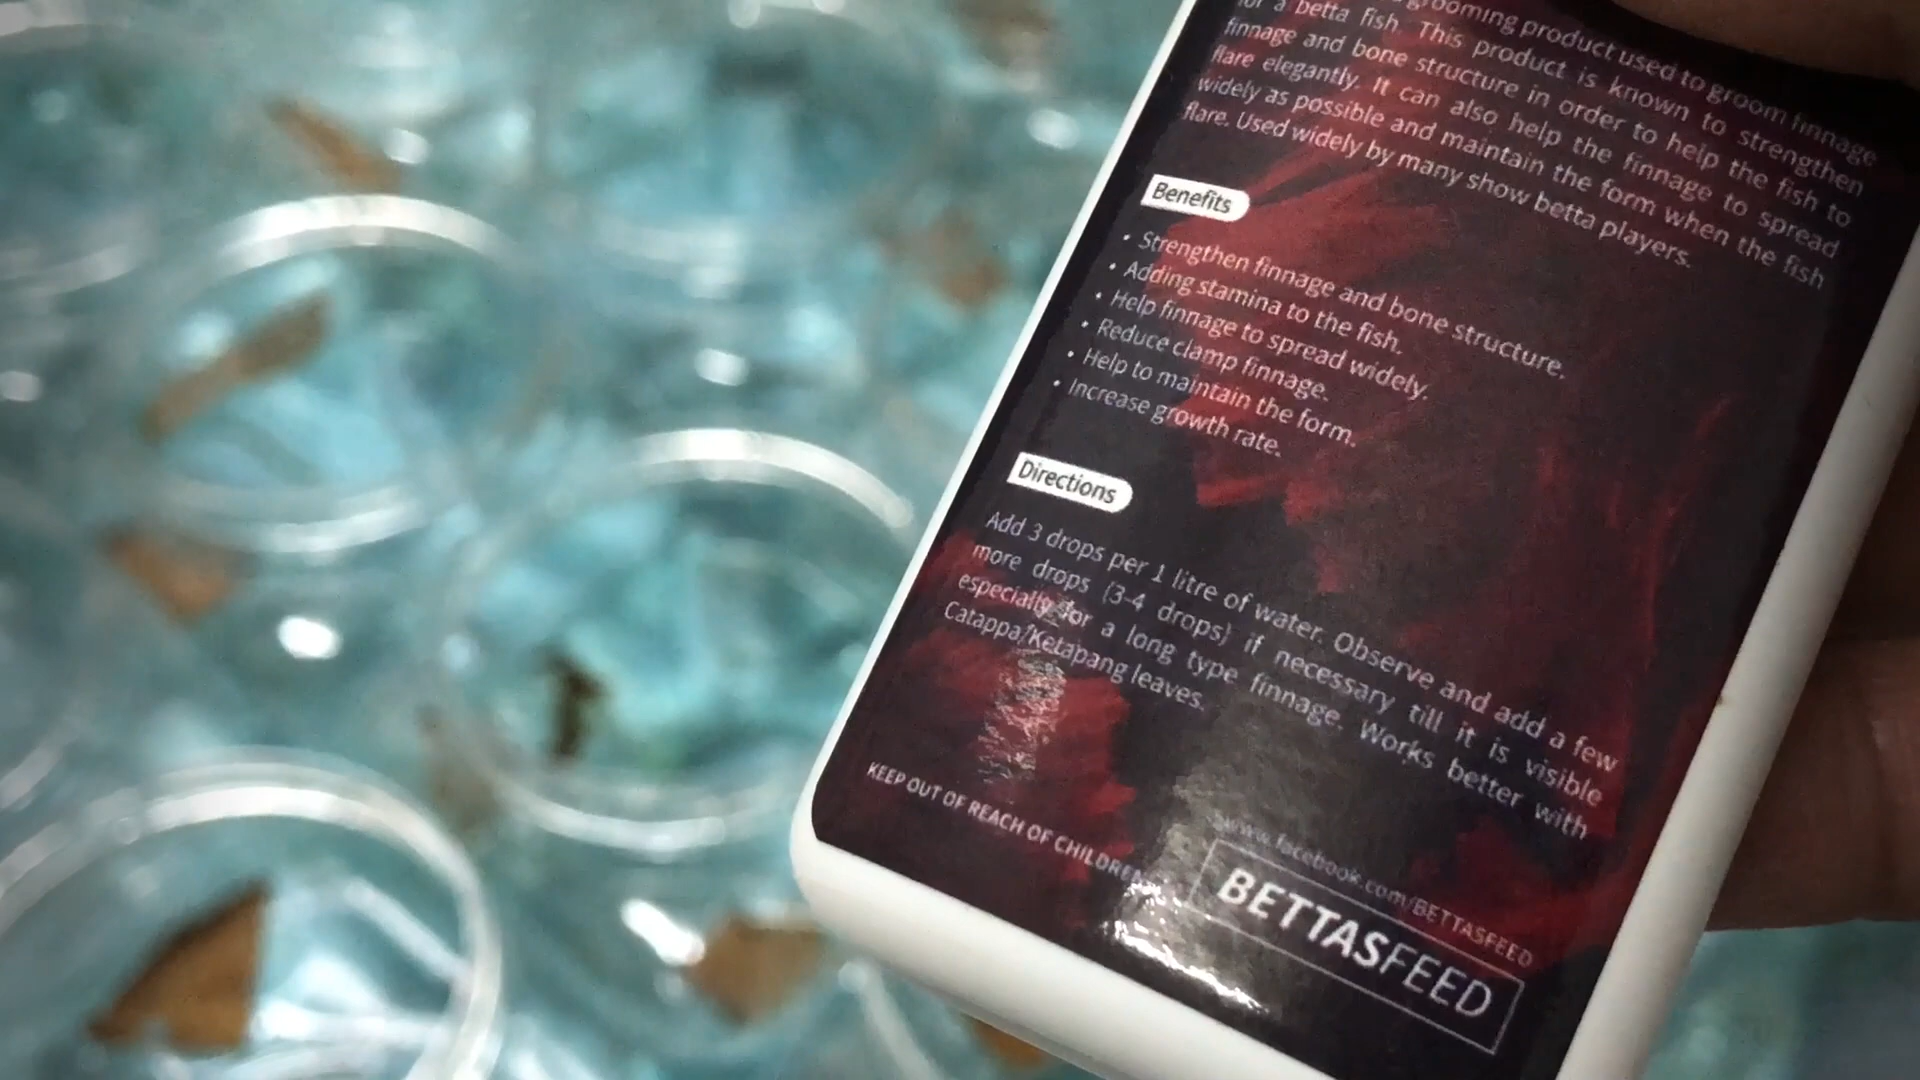 grooming product used to groom finnage
for a betta fish. This product is known to strengthen
finnage and bone structure in order to help the fish to
flare elegantly. It can also help the finnage to spread
widely as possible and maintain the form when the fish
flare. Used widely by many show betta players.
Benefits
• Strengthen finnage and bone structure.
• Adding stamina to the fish.
• Help finnage to spread widely.
• Reduce clamp finnage.
• Help to maintain the form.
• Increase growth rate.
Directions
Add 3 drops per 1 litre of water. Observe and add a few
more drops (3-4 drops) if necessary till it is visible
especially for a long type finnage. Works better with
Catappa/Ketapang leaves.
KEEP OUT OF REACH OF CHILDREN
www.facebook.com/BETTASFEED
BETTASFEED